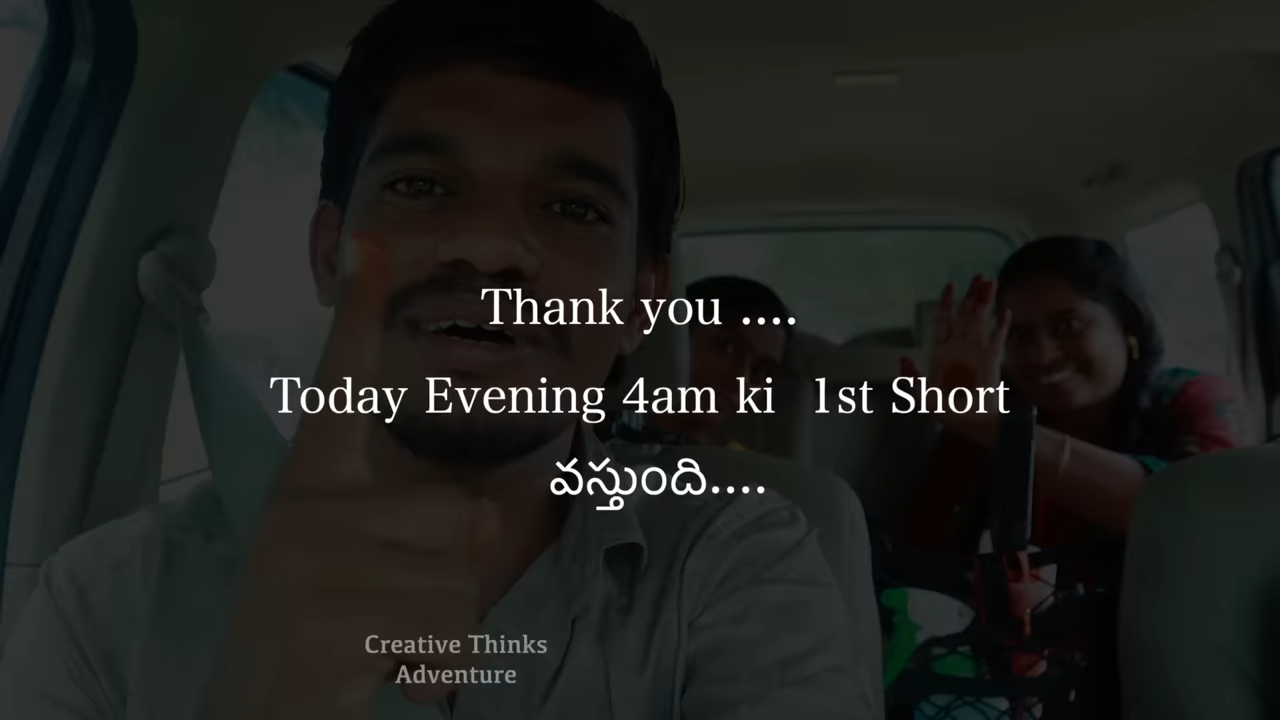 Thank you ....
Today Evening 4am ki 1st Short
వస్తుంది....
Creative Thinks
Adventure